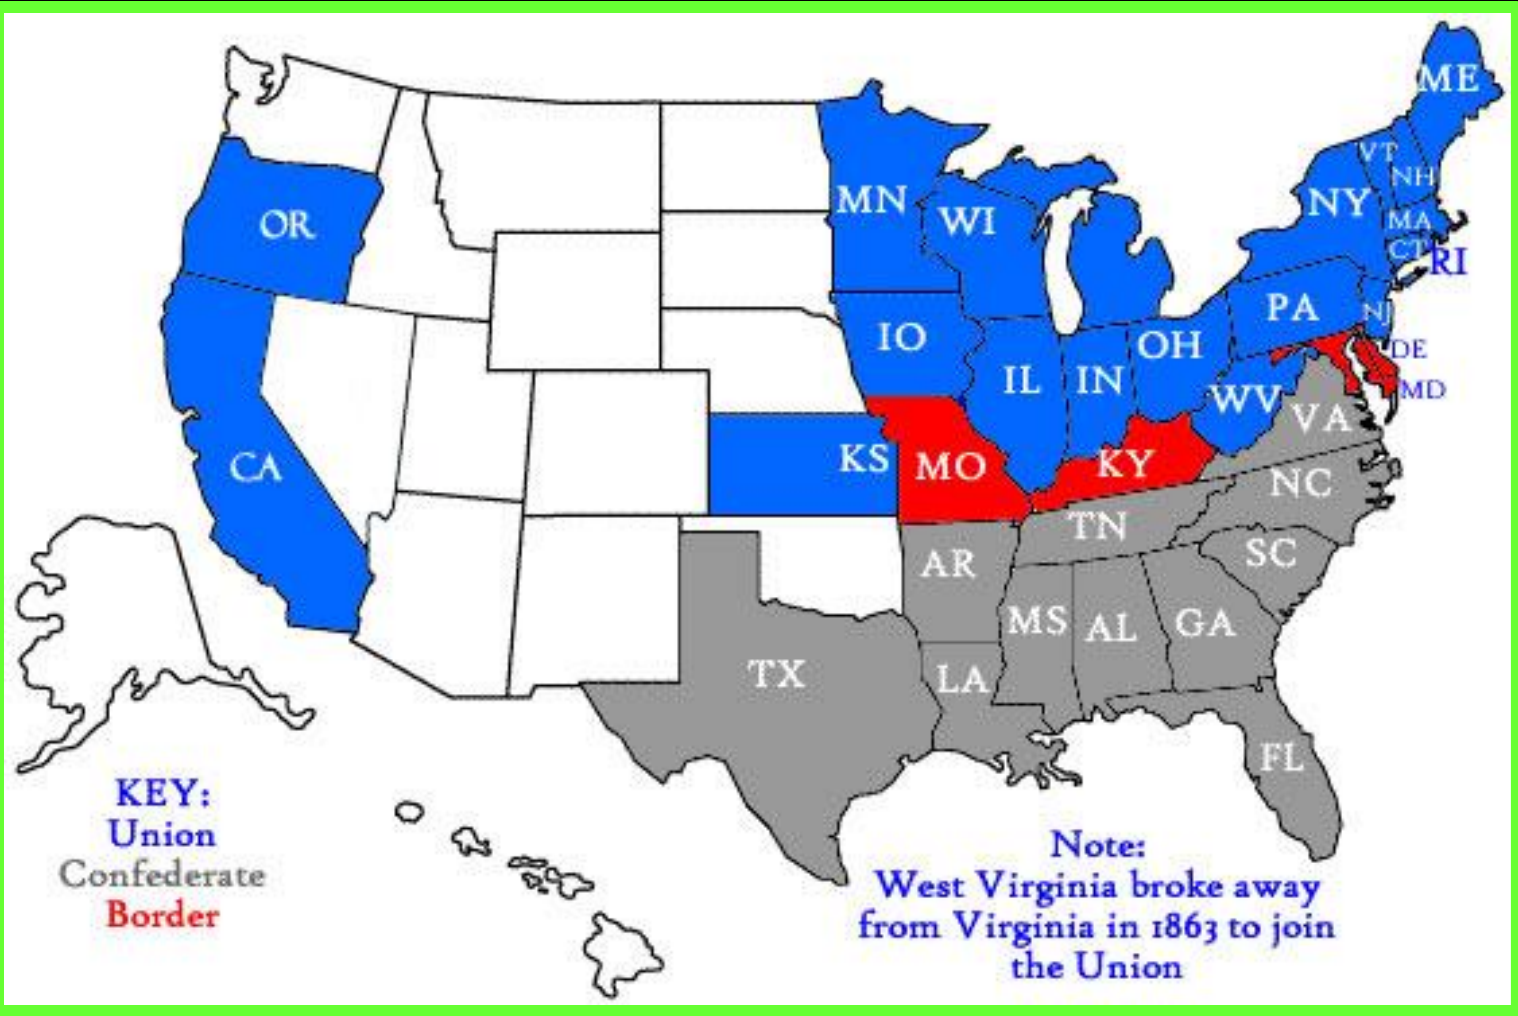 ME
VT
NH
OR
MN
WI
NY
MA
CT
RI
IO
PA
NJ
OH
DE
IL
IN
WV
MD
VA
CA
KS
MO
KY
NC
TN
AR
SC
MS
AL
GA
TX
LA
FL
KEY:
Union
Confederate
Border
Note:
West Virginia broke away
from Virginia in 1863 to join
the Union